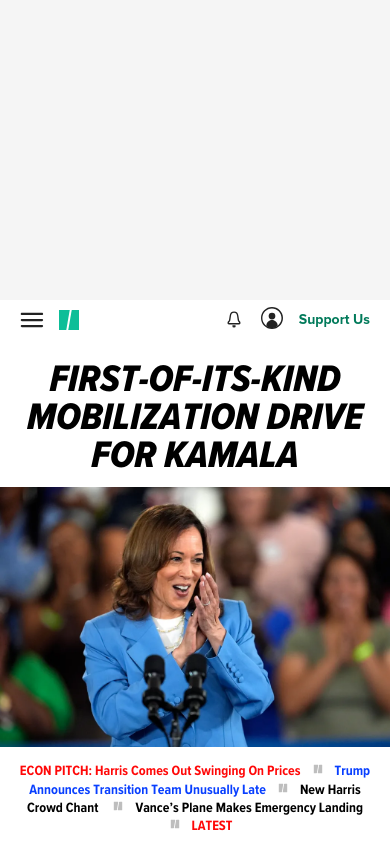 Support Us
FIRST-OF-ITS-KIND
MOBILIZATION DRIVE
FOR KAMALA
ECON PITCH: Harris Comes Out Swinging On Prices Trump
Announces Transition Team Unusually Late New Harris
Crowd Chant Vance’s Plane Makes Emergency Landing
LATEST